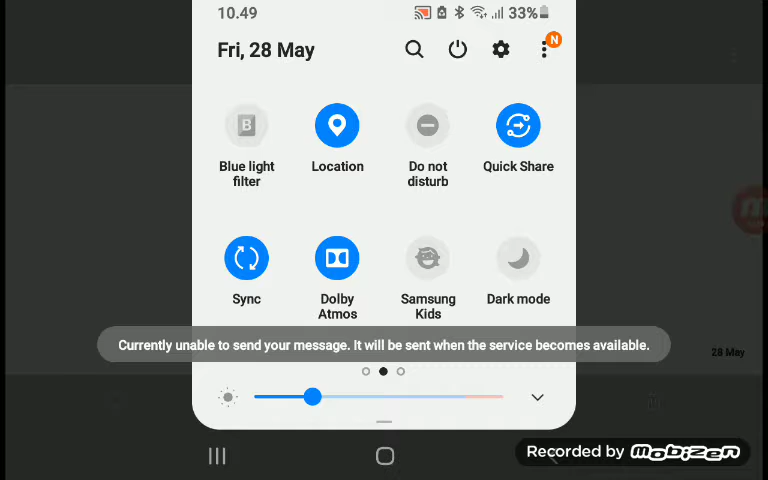 10.49
33%
Fri, 28 May
N
B
Blue light
filter
Location
Do not
disturb
Quick Share
Sync
Dolby
Atmos
Samsung
Kids
Dark mode
Currently unable to send your message. It will be sent when the service becomes available.
28 May
Recorded by Mobizen